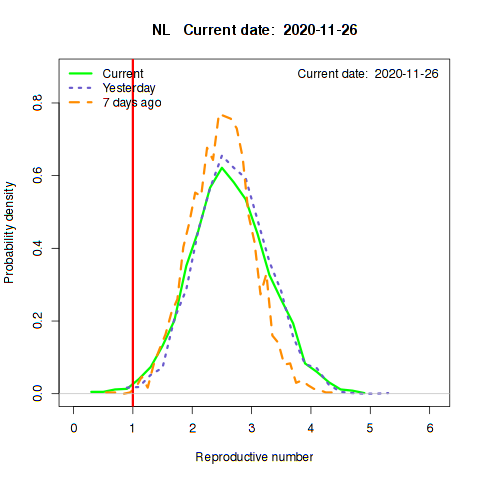 NL   Current date:  2020-11-26
Current
Yesterday
7 days ago
Current date:  2020-11-26
Probability density
0.0
0.2
0.4
0.6
0.8
0 1 2 3 4 5 6
Reproductive number